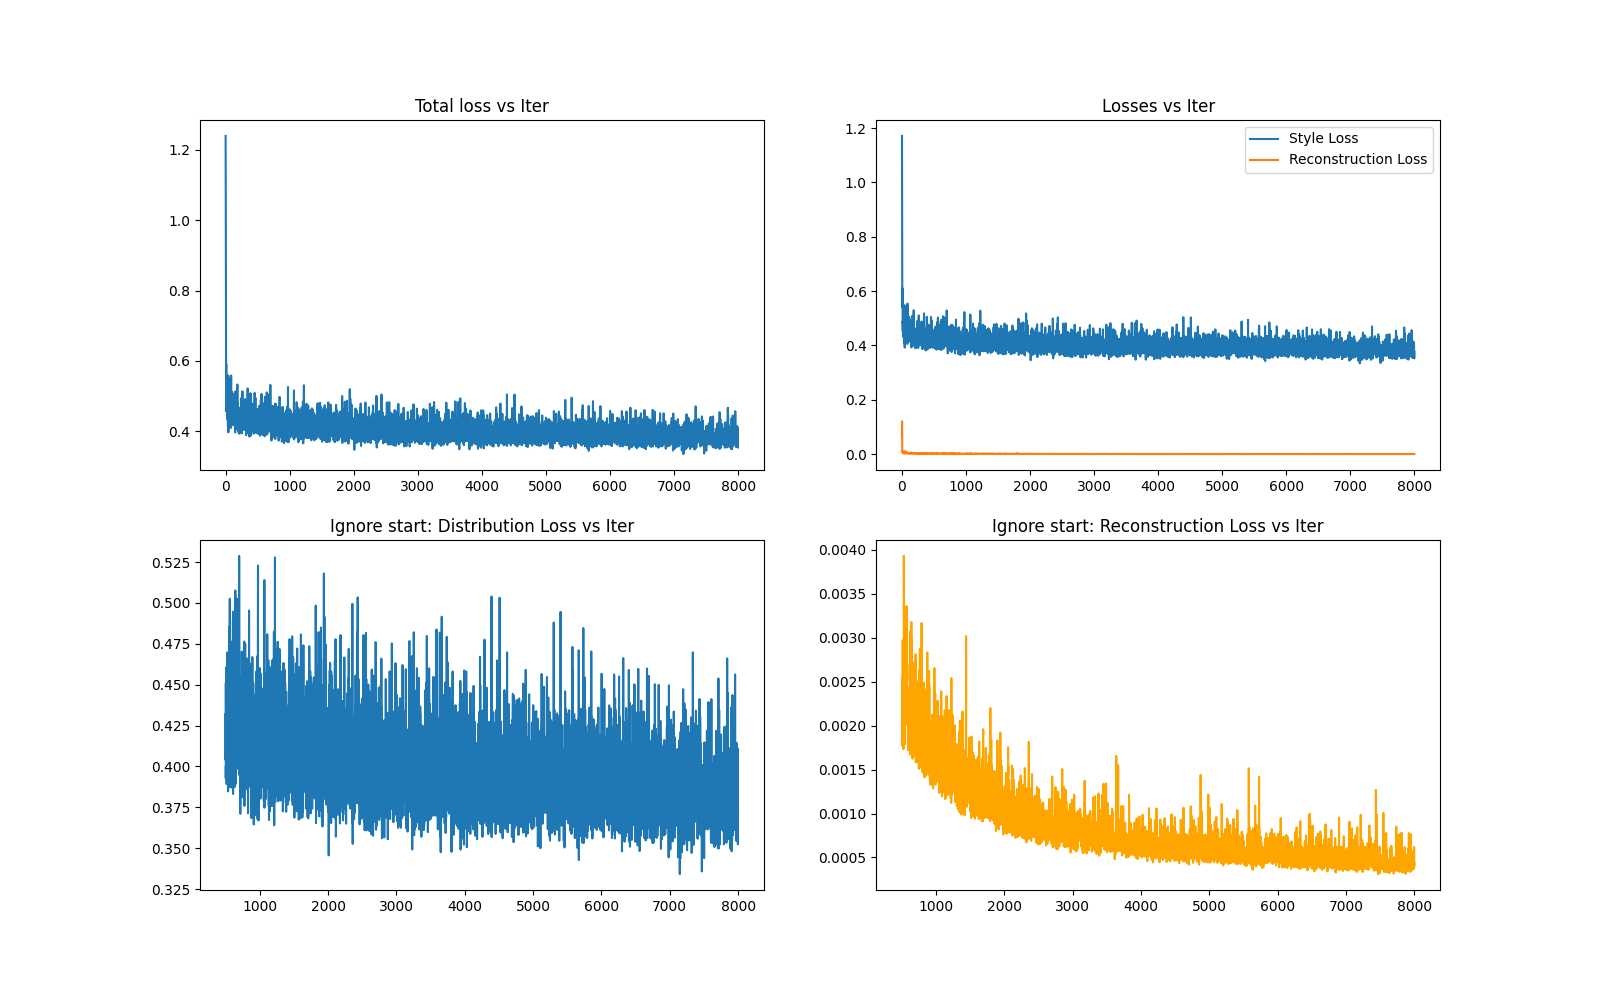 Total loss vs Iter
1.2
1.0
0.8
0.6
0.4
0 1000 2000 3000 4000 5000 6000 7000 8000
Losses vs Iter
Style Loss
Reconstruction Loss
1.2
1.0
0.8
0.6
0.4
0.2
0.0
0 1000 2000 3000 4000 5000 6000 7000 8000
Ignore start: Distribution Loss vs Iter
0.525
0.500
0.475
0.450
0.425
0.400
0.375
0.350
0.325
1000 2000 3000 4000 5000 6000 7000 8000
Ignore start: Reconstruction Loss vs Iter
0.0040
0.0035
0.0030
0.0025
0.0020
0.0015
0.0010
0.0005
1000 2000 3000 4000 5000 6000 7000 8000